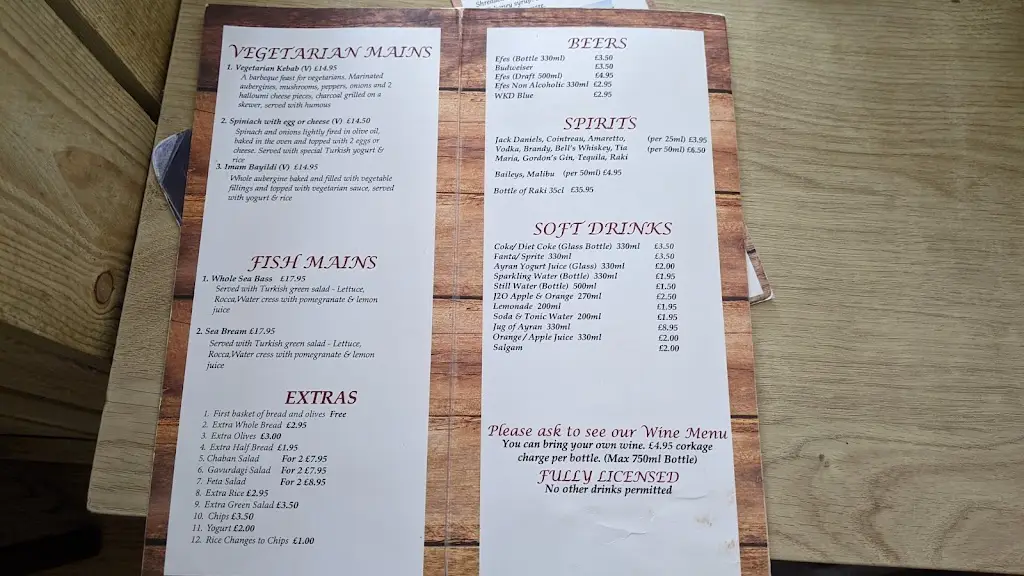 VEGETARIAN MAINS
1. Vegetarian Kebab (V) £14.95
A barbique feast for vegetarians. Marinated
aubergines, mushrooms, peppers, onions and 2
halloumi cheese pieces, charcoal grilled on a
skewer, served with humous
2. Spiniach with egg or cheese (V) £14.50
Spinach and onions lightly fired in olive oil,
baked in the oven and topped with 2 eggs or
cheese. Served with special Turkish yogurt &
rice
3. Imam Bayildi (V) £14.95
Whole aubergine baked and filled with vegetable
fillings and topped with vegetarian sauce, served
with yogurt & rice
FISH MAINS
1. Whole Sea Bass £17.95
Served with Turkish green salad - Lettuce,
Rocca,Water cress with pomegranate & lemon
juice
2. Sea Bream £17.95
Served with Turkish green salad - Lettuce,
Rocca,Water cress with pomegranate & lemon
juice
EXTRAS
1. First basket of bread and olives Free
2. Extra Whole Bread £2.95
3. Extra Olives £3.00
4. Extra Half Bread £1.95
5. Chaban Salad For 2 £7.95
6. Gavurdagi Salad For 2 £7.95
7. Feta Salad For 2 £8.95
8. Extra Rice £2.95
9. Extra Green Salad £3.50
10. Chips £3.50
11. Yogurt £2.00
12. Rice Changes to Chips £1.00
BEERS
Efes (Bottle 330ml) £3.50
Budweiser £3.50
Efes (Draft 500ml) £4.95
Efes Non Alcoholic 330ml £2.95
WKD Blue £2.95
SPIRITS
Jack Daniels, Cointreau, Amaretto, (per 25ml) £3.95
Vodka, Brandy, Bell's Whiskey, Tia (per 50ml) £6.50
Maria, Gordon's Gin, Tequila, Raki
Baileys, Malibu (per 50ml) £4.95
Bottle of Raki 35cl £35.95
SOFT DRINKS
Coke/ Diet Coke (Glass Bottle) 330ml £3.50
Fanta/ Sprite 330ml £3.50
Ayran Yogurt Juice (Glass) 330ml £2.00
Sparkling Water (Bottle) 330ml £1.95
Still Water (Bottle) 500ml £1.50
J2O Apple & Orange 270ml £2.50
Lemonade 200ml £1.95
Soda & Tonic Water 200ml £1.95
Jug of Ayran 330ml £8.95
Orange/ Apple Juice 330ml £2.00
Salgam £2.00
Please ask to see our Wine Menu
You can bring your own wine. £4.95 corkage
charge per bottle. (Max 750ml Bottle)
FULLY LICENSED
No other drinks permitted